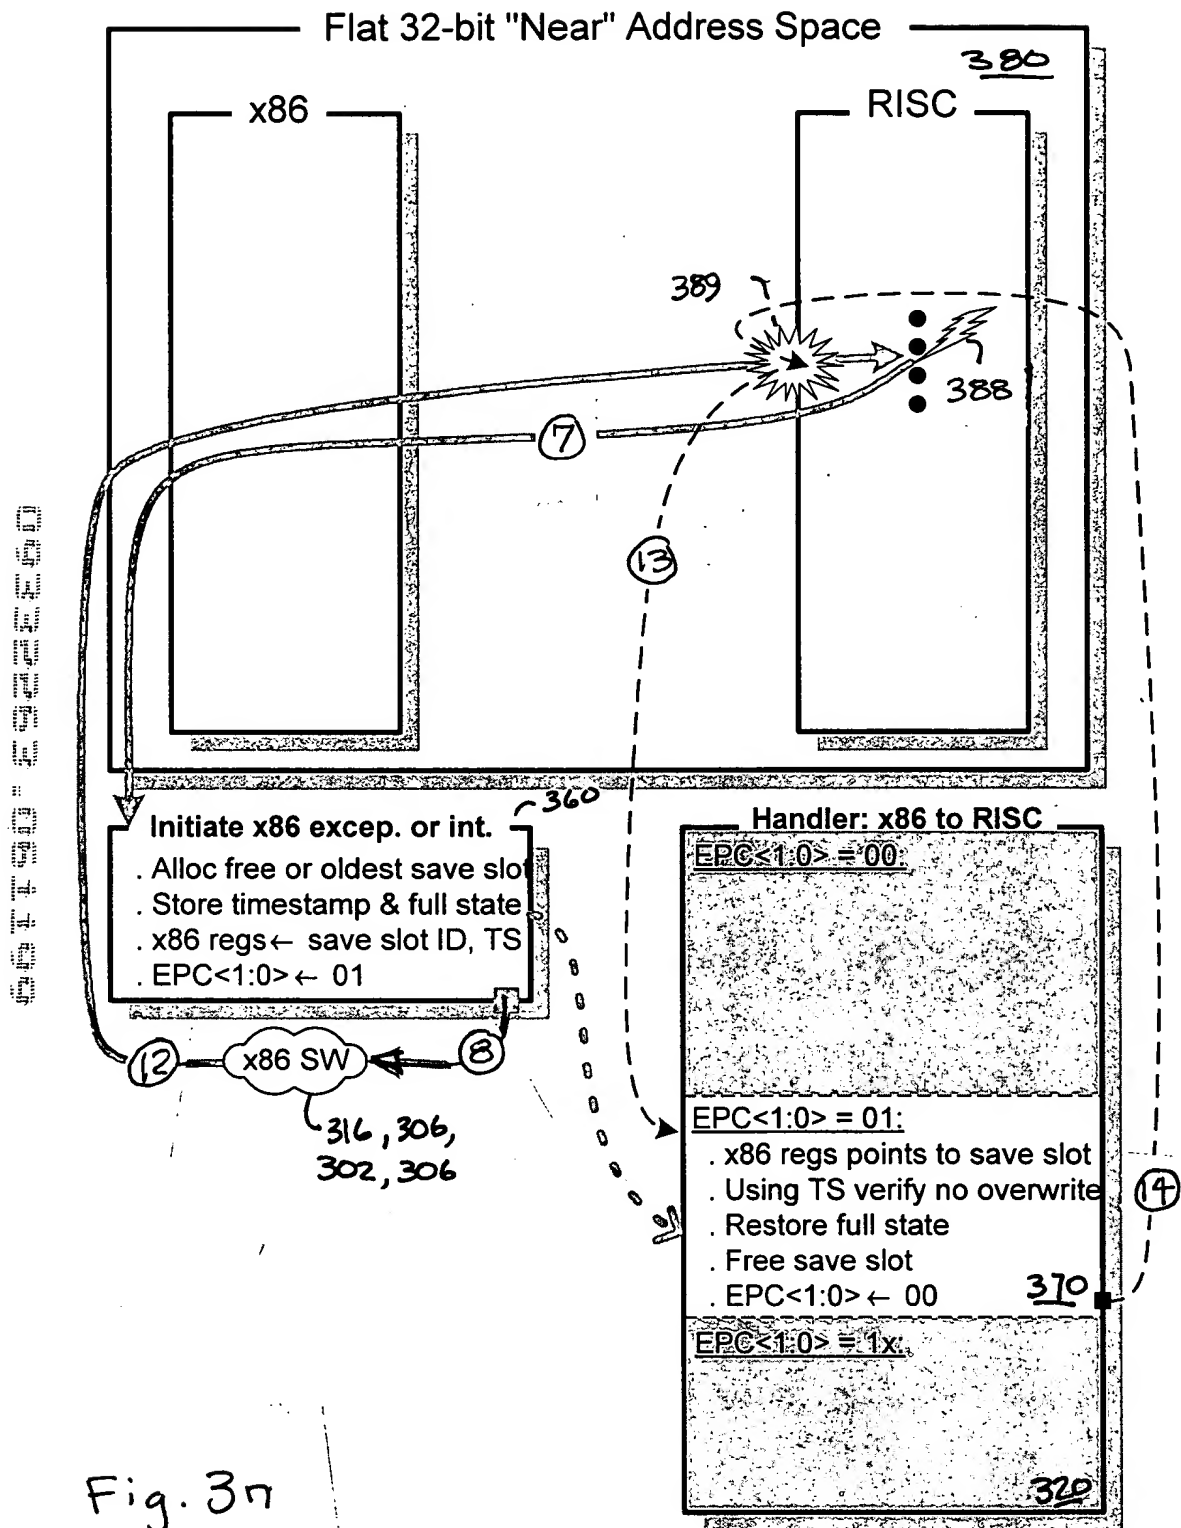 Flat 32-bit "Near" Address Space
380
x86
RISC
389
388
7
13
360
Initiate x86 excep. or int.
. Alloc free or oldest save slot
. Store timestamp & full state
. x86 regs← save slot ID, TS
. EPC<1:0> ← 01
Handler: x86 to RISC
EPC<1:0> = 00:
12
x86 SW
8
316, 306,
302, 306
EPC<1:0> = 01:
. x86 regs points to save slot
. Using TS verify no overwrite
. Restore full state
. Free save slot
. EPC<1:0> ← 00
370
14
EPC<1:0> = 1x:
320
Fig. 3n